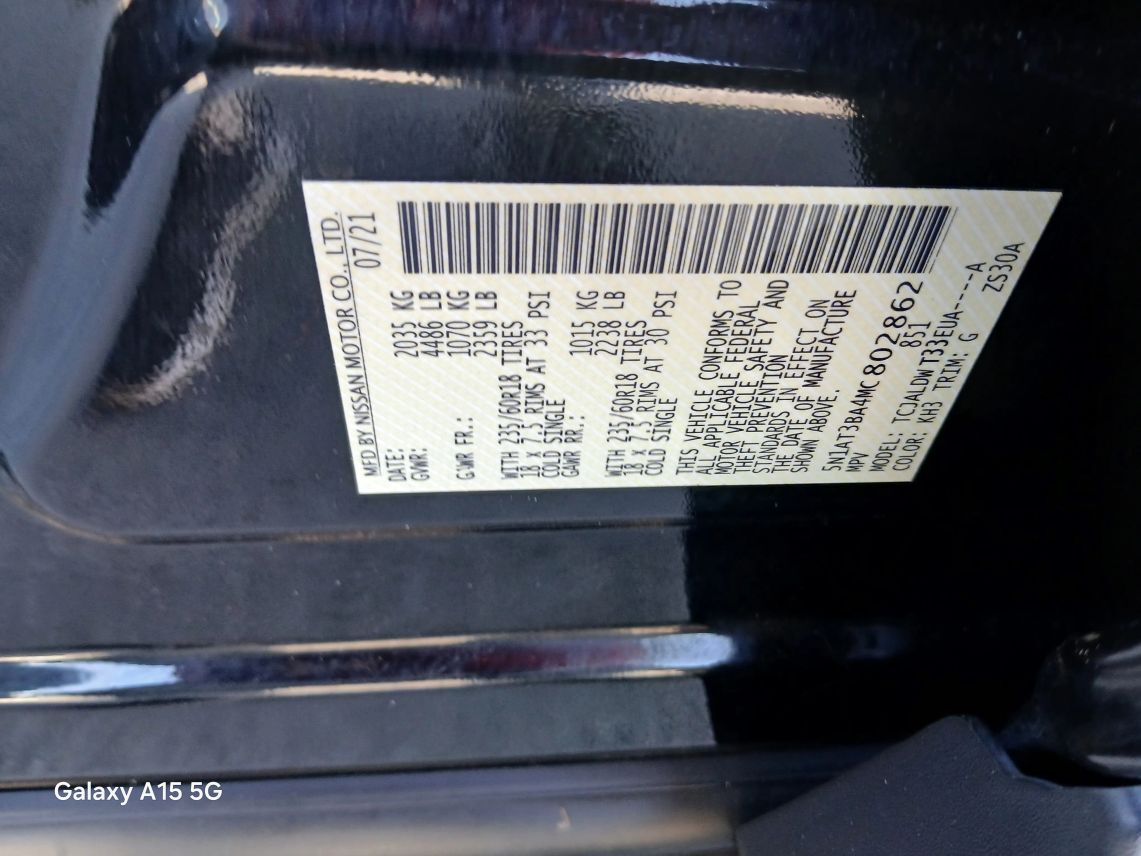 MFD BY NISSAN MOTOR CO., LTD.
DATE: 07/21
GVWR: 2035 KG
4486 LB
GAWR FR.: 1070 KG
2359 LB
WITH 235/60R18 TIRES
18 X 7.5 RIMS AT 33 PSI
COLD SINGLE
GAWR RR.: 1015 KG
2238 LB
WITH 235/60R18 TIRES
18 X 7.5 RIMS AT 30 PSI
COLD SINGLE
THIS VEHICLE CONFORMS TO
ALL APPLICABLE FEDERAL
MOTOR VEHICLE SAFETY AND
THEFT PREVENTION
STANDARDS IN EFFECT ON
THE DATE OF MANUFACTURE
SHOWN ABOVE.
5N1AT3BA4MC802862
MPV 851
MODEL: TCJALDWT33EUA-----A
COLOR: KH3 TRIM: G ZS30A
Galaxy A15 5G